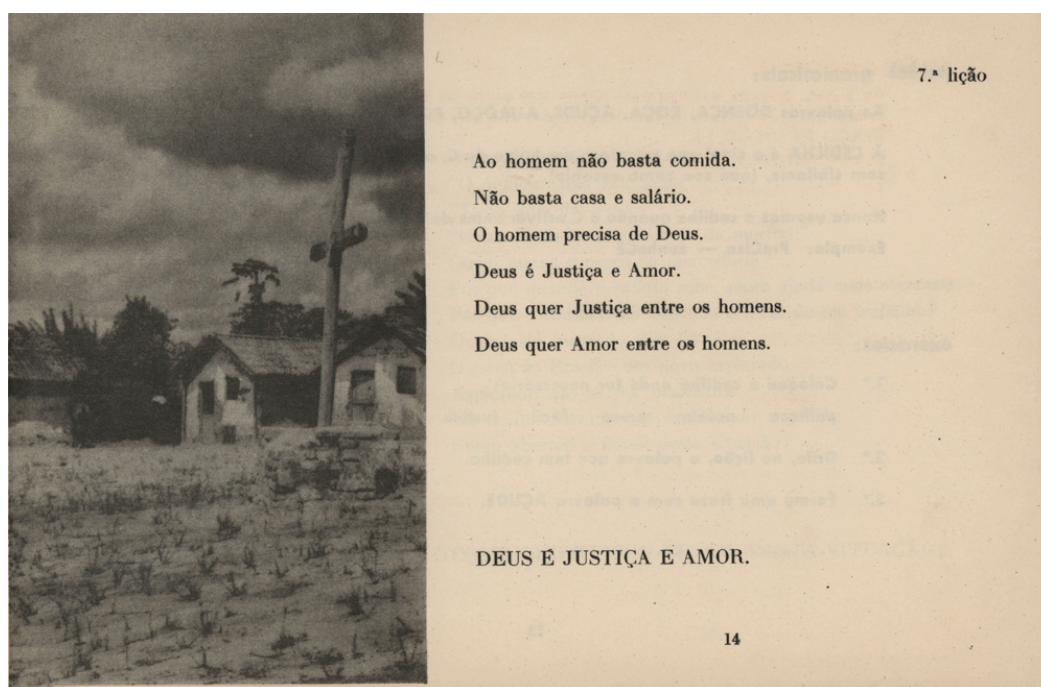 7.ª lição
Ao homem não basta comida.
Não basta casa e salário.
O homem precisa de Deus.
Deus é Justiça e Amor.
Deus quer Justiça entre os homens.
Deus quer Amor entre os homens.
DEUS É JUSTIÇA E AMOR.
14